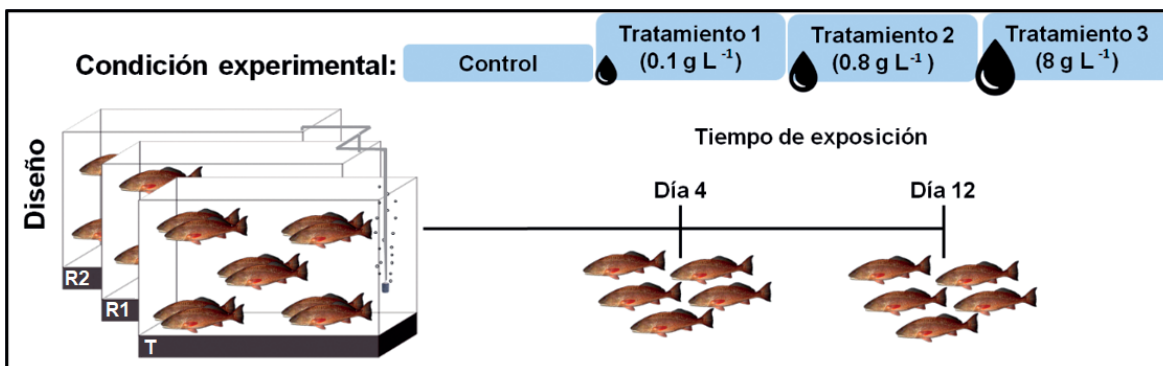 Condición experimental:
Control
Tratamiento 1
(0.1 g L⁻¹)
Tratamiento 2
(0.8 g L⁻¹ )
Tratamiento 3
(8 g L⁻¹)
Diseño
R2
R1
T
Tiempo de exposición
Día 4
Día 12